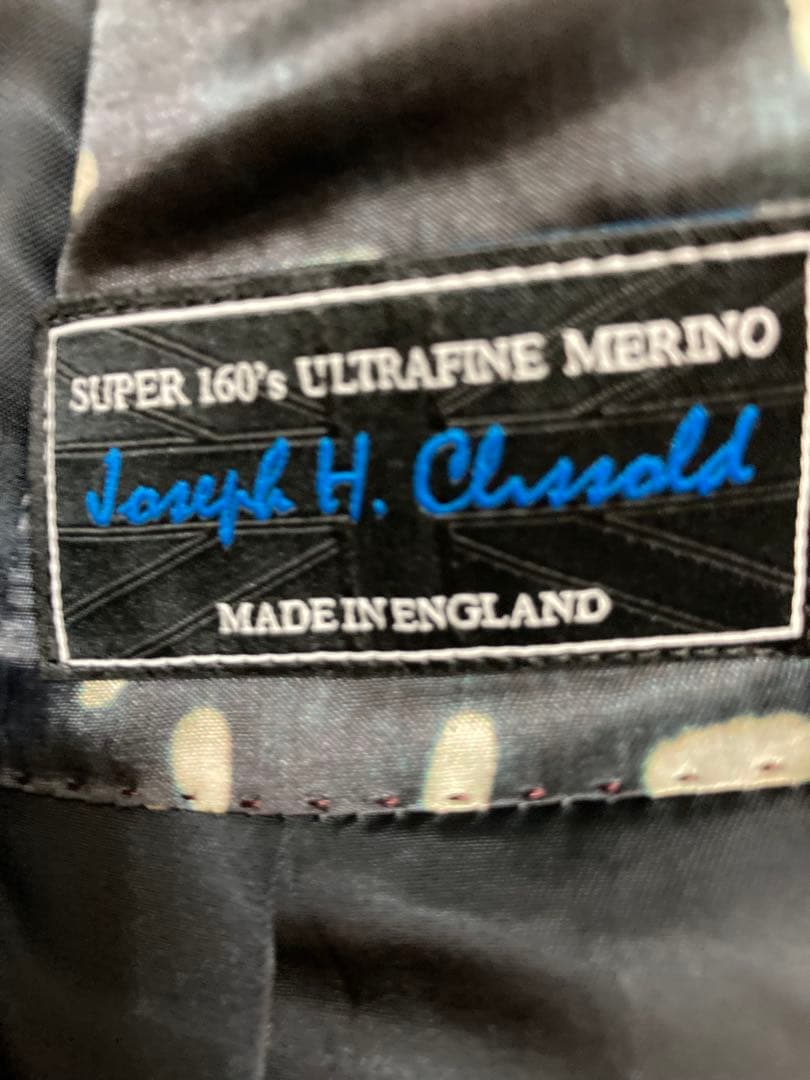 SUPER 160's ULTRAFINE MERINO
Joseph H. Clissold
MADE IN ENGLAND